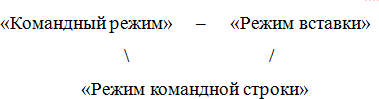 «Командный режим» – «Режим вставки»
\ /
«Режим командной строки»